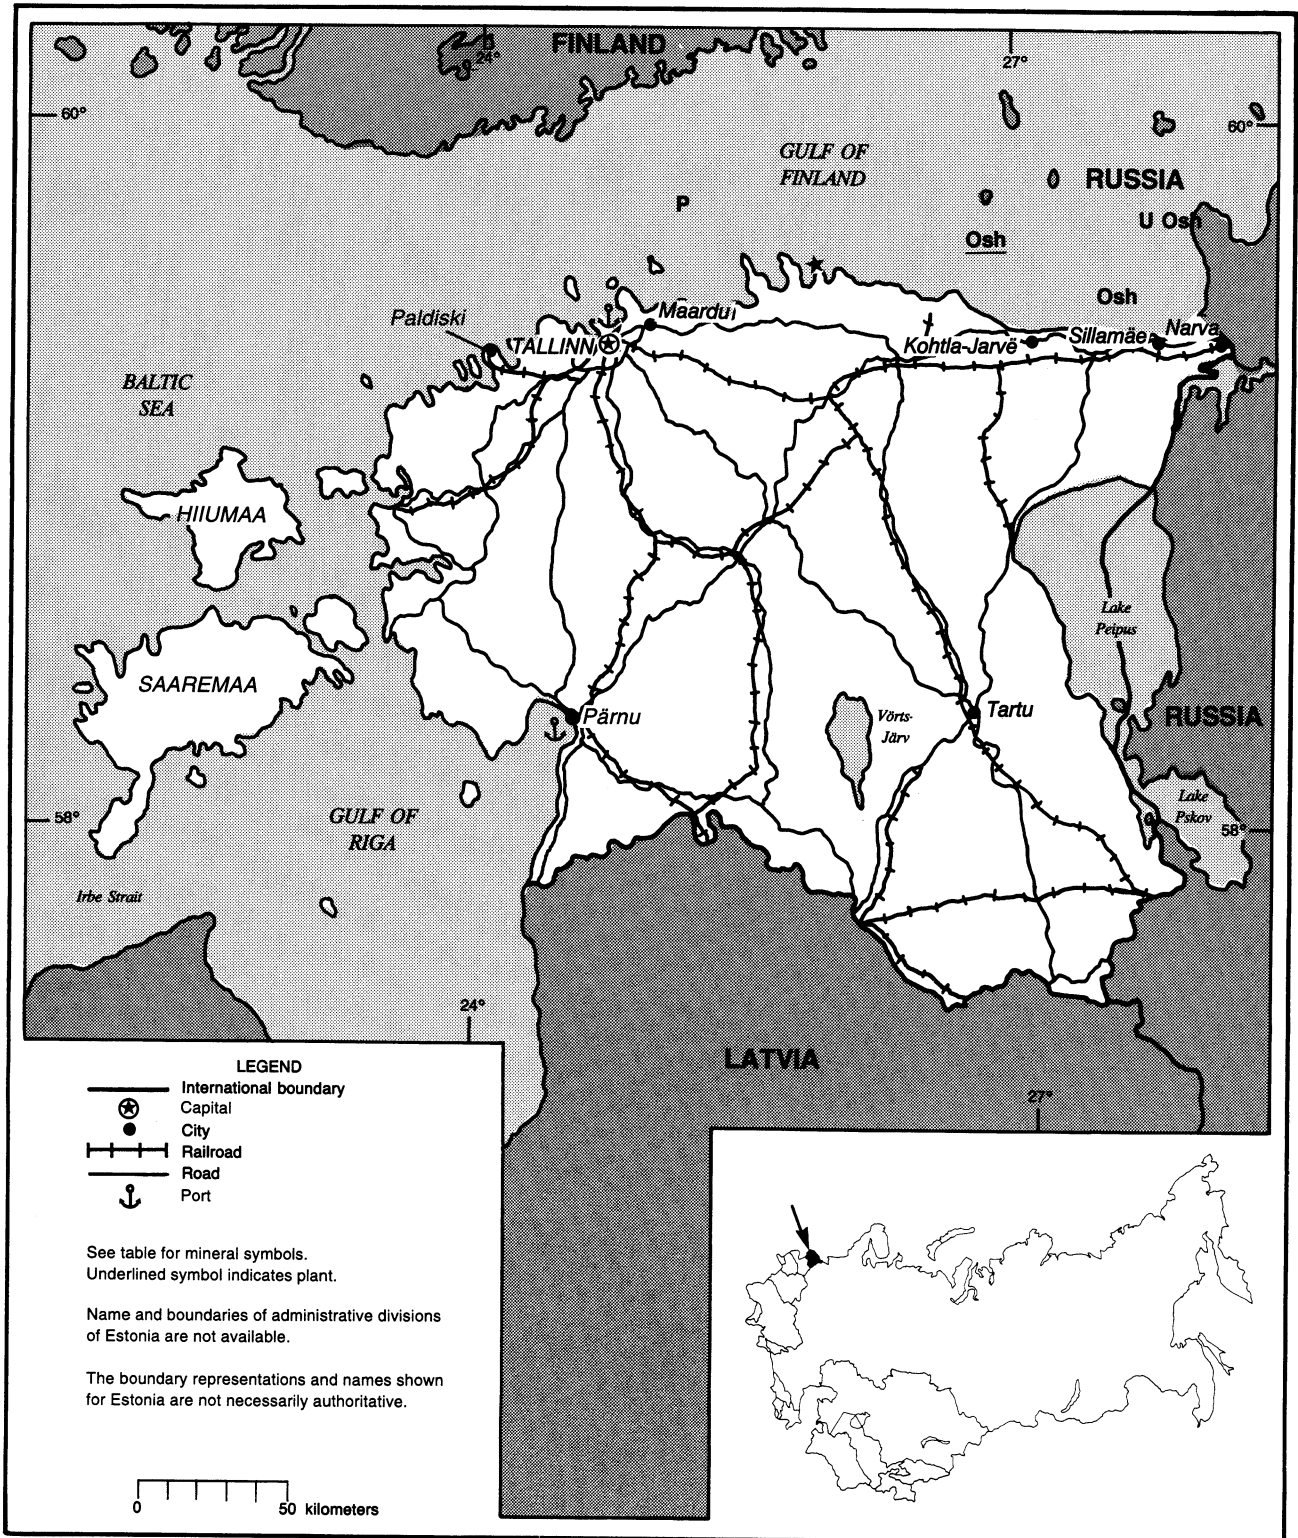 FINLAND
24°
27°
60°
60°
GULF OF
FINLAND
RUSSIA
P
U Osh
Osh
Osh
Paldiski
Maardu
TALLINN
Kohtla-Jarvë
Sillamäe
Narva
BALTIC
SEA
HIIUMAA
Lake
Peipus
SAAREMAA
Pärnu
Vörts-
Järv
Tartu
RUSSIA
GULF OF
RIGA
58°
Lake
Pskov
58°
Irbe Strait
24°
LATVIA
27°
LEGEND
International boundary
Capital
City
Railroad
Road
Port
See table for mineral symbols.
Underlined symbol indicates plant.
Name and boundaries of administrative divisions
of Estonia are not available.
The boundary representations and names shown
for Estonia are not necessarily authoritative.
0 50 kilometers